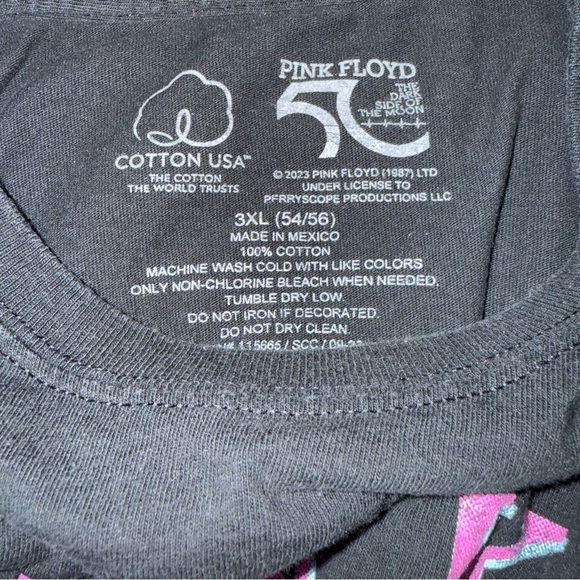 COTTON USA™
THE COTTON
THE WORLD TRUSTS
PINK FLOYD
50
THE
DARK
SIDE OF
THE MOON
© 2023 PINK FLOYD (1987) LTD
UNDER LICENSE TO
PERRYSCOPE PRODUCTIONS LLC
3XL (54/56)
MADE IN MEXICO
100% COTTON
MACHINE WASH COLD WITH LIKE COLORS
ONLY NON-CHLORINE BLEACH WHEN NEEDED.
TUMBLE DRY LOW.
DO NOT IRON IF DECORATED.
DO NOT DRY CLEAN.
115665 / SCC /